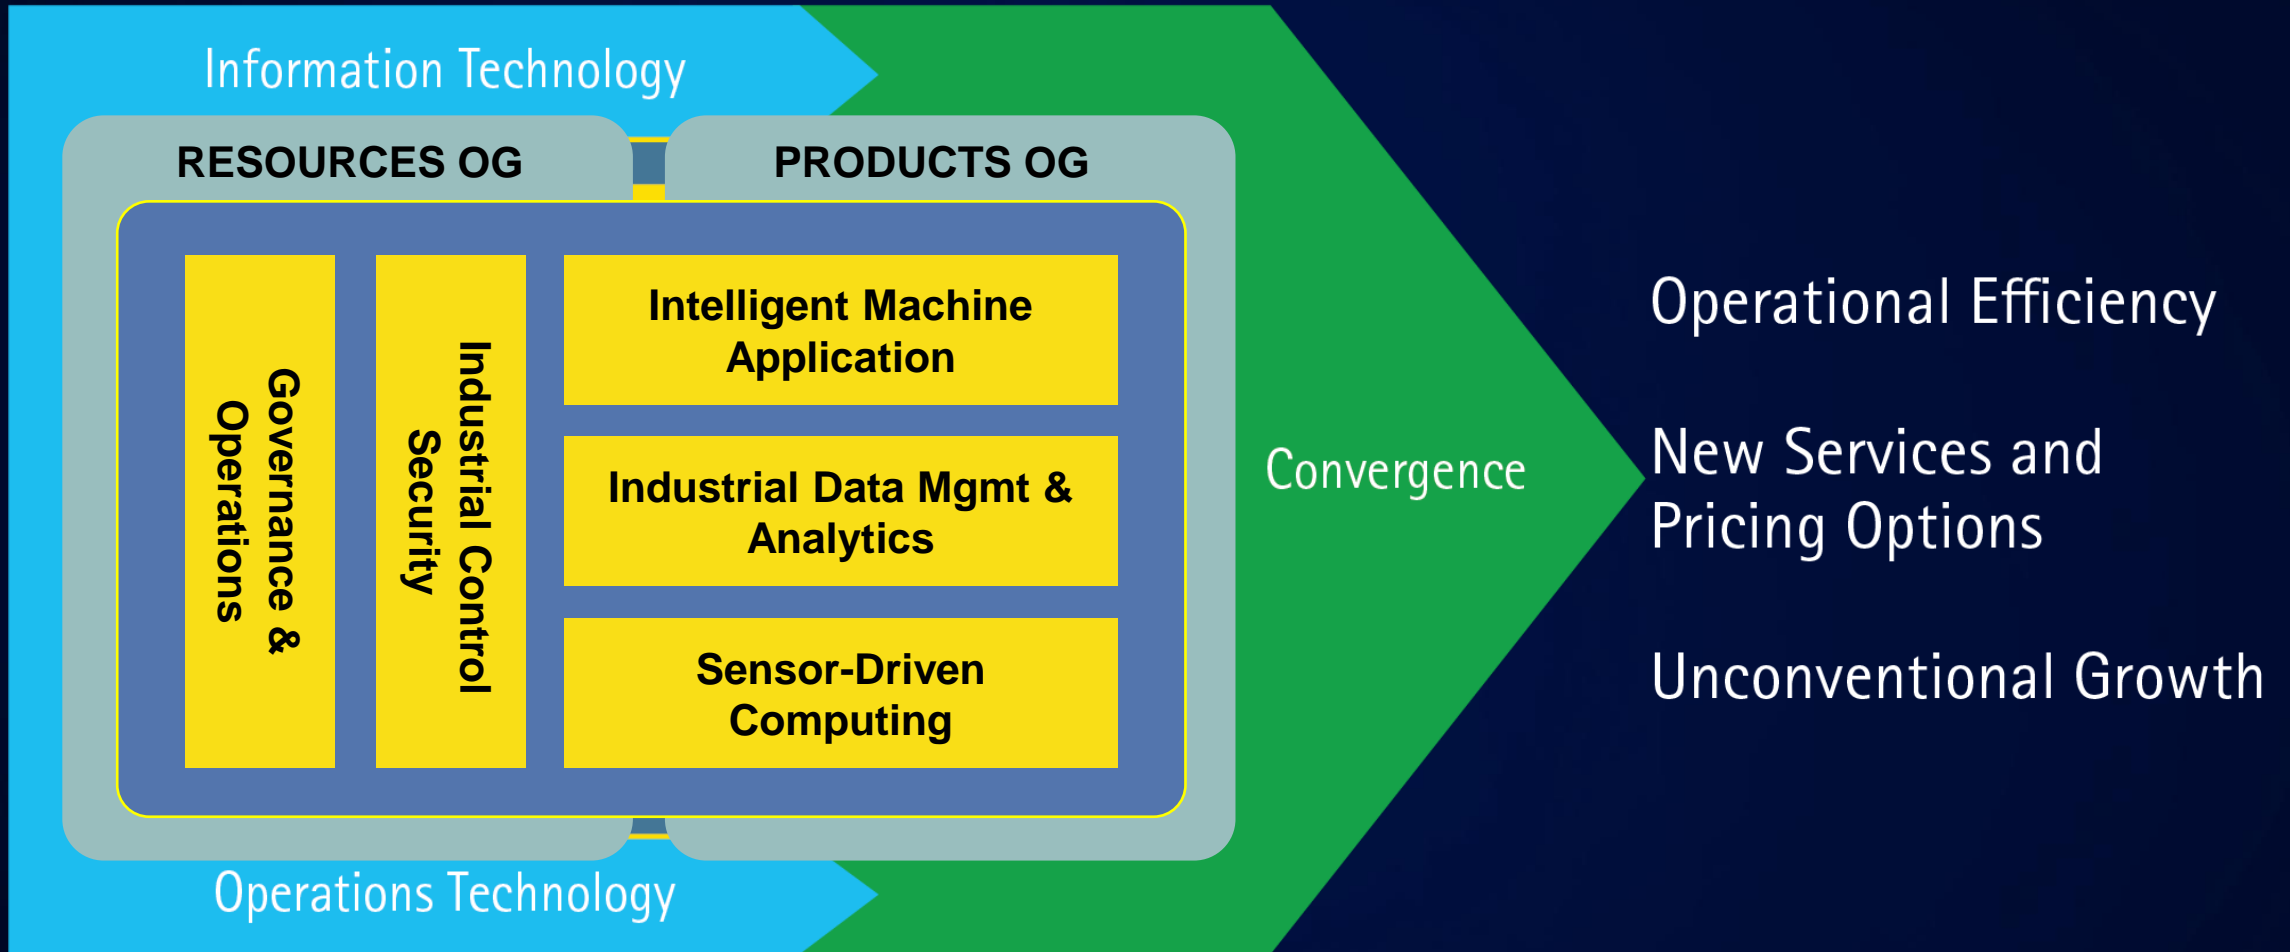 Information Technology
RESOURCES OG
PRODUCTS OG
Governance &
Operations
Industrial Control
Security
Intelligent Machine
Application
Industrial Data Mgmt &
Analytics
Sensor-Driven
Computing
Operations Technology
Convergence
Operational Efficiency
New Services and
Pricing Options
Unconventional Growth